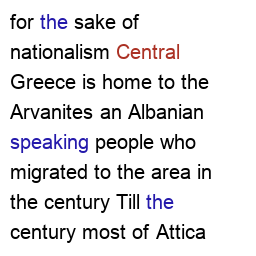 for the sake of
nationalism Central
Greece is home to the
Arvanites an Albanian
speaking people who
migrated to the area in
the century Till the
century most of Attica